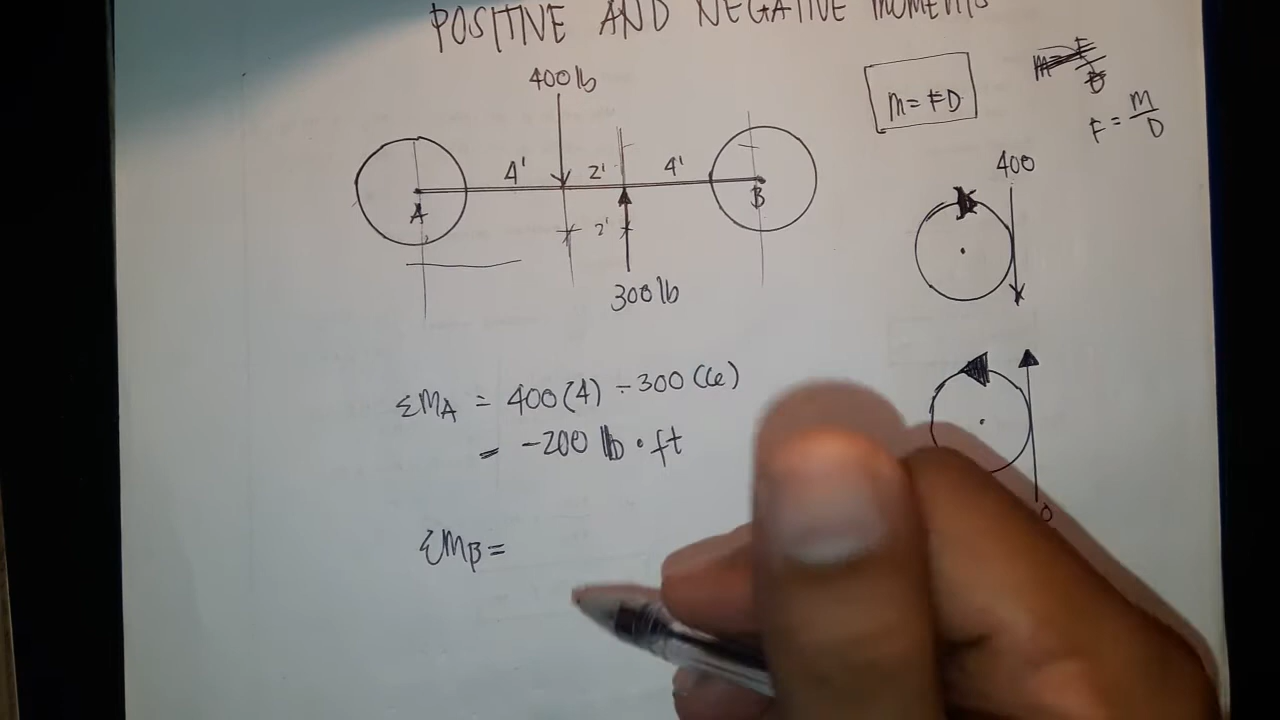 POSITIVE AND NEGATIVE MOMENTS
400 lb
4' 2' 4'
A B
2'
300 lb
M = FD
F = M/D
400
ΣMA = 400(4) - 300(6)
= -200 lb · ft
ΣMB =